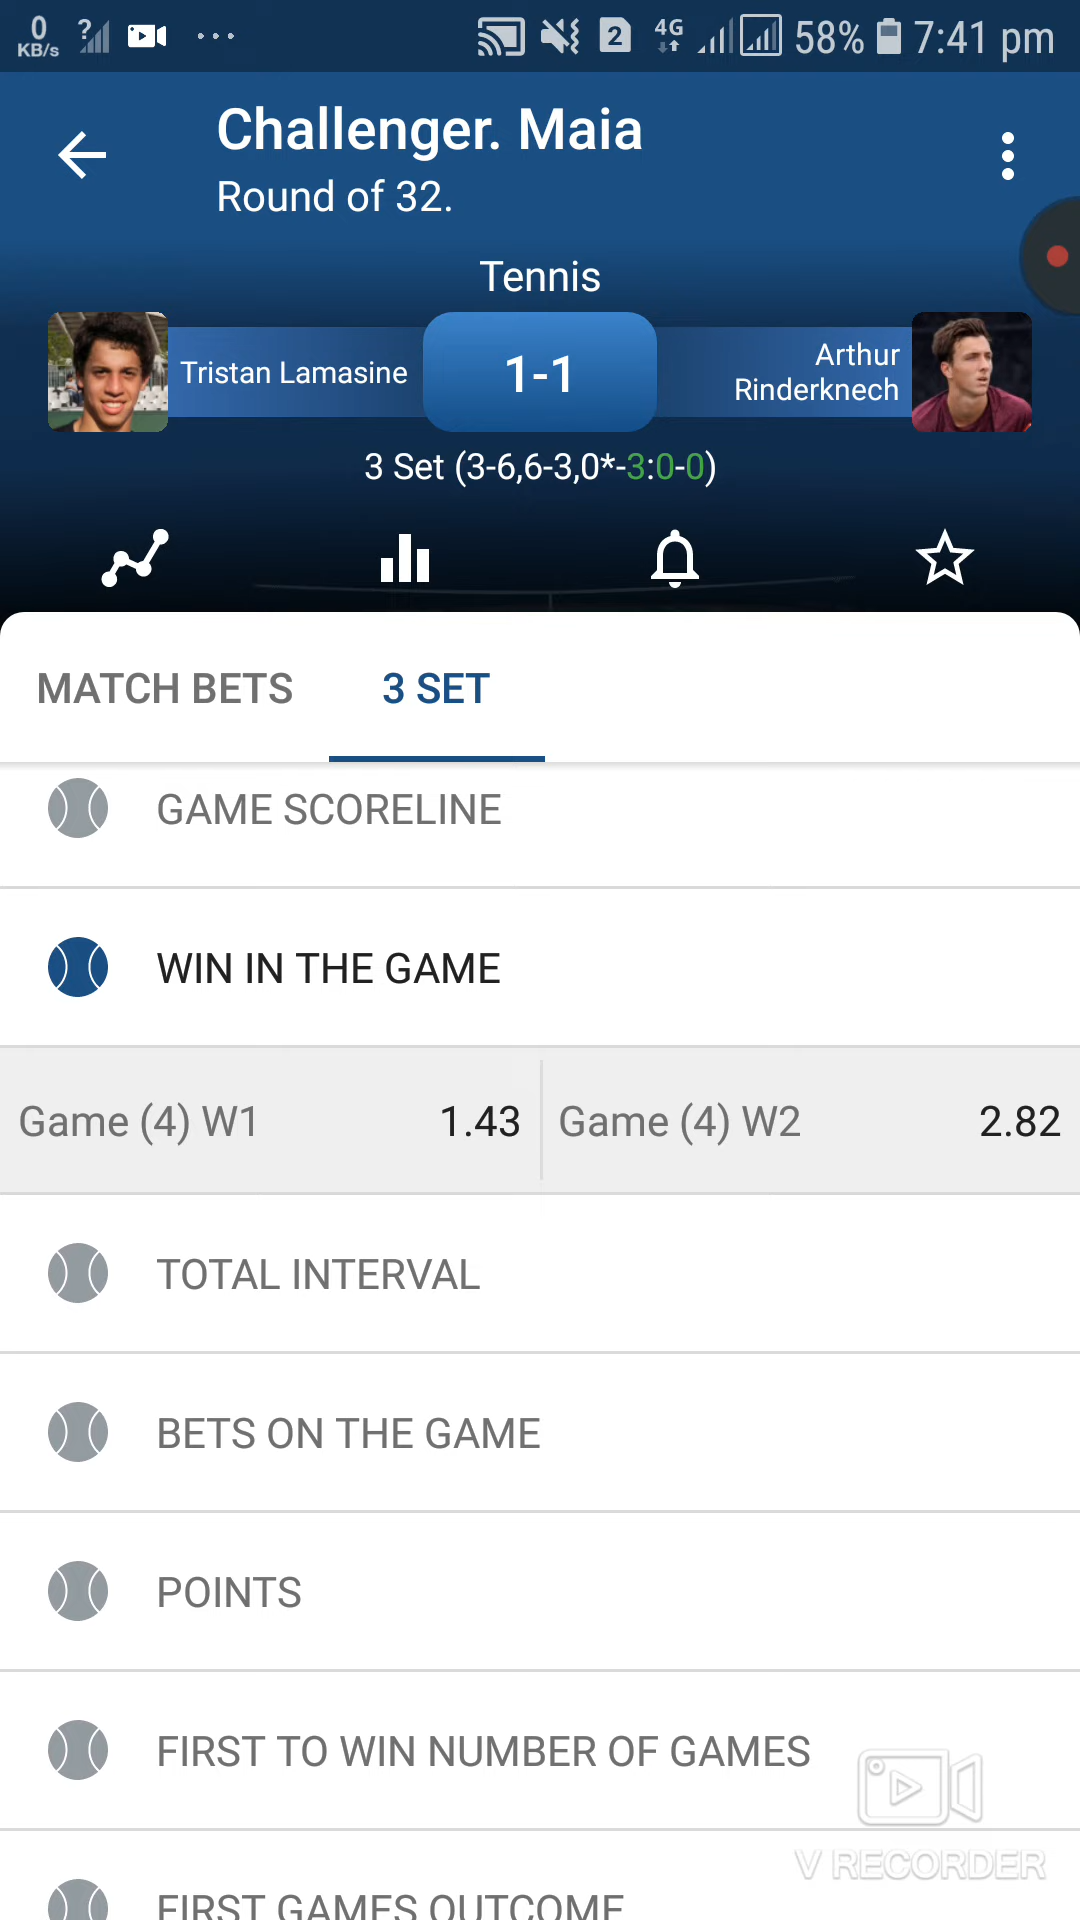 0
KB/s
?
2
4G
58%
7:41 pm
Challenger. Maia
Round of 32.
Tennis
Tristan Lamasine
1-1
Arthur
Rinderknech
3 Set (3-6,6-3,0*-3:0-0)
MATCH BETS
3 SET
GAME SCORELINE
WIN IN THE GAME
Game (4) W1
1.43
Game (4) W2
2.82
TOTAL INTERVAL
BETS ON THE GAME
POINTS
FIRST TO WIN NUMBER OF GAMES
V RECORDER
FIRST GAMES OUTCOME